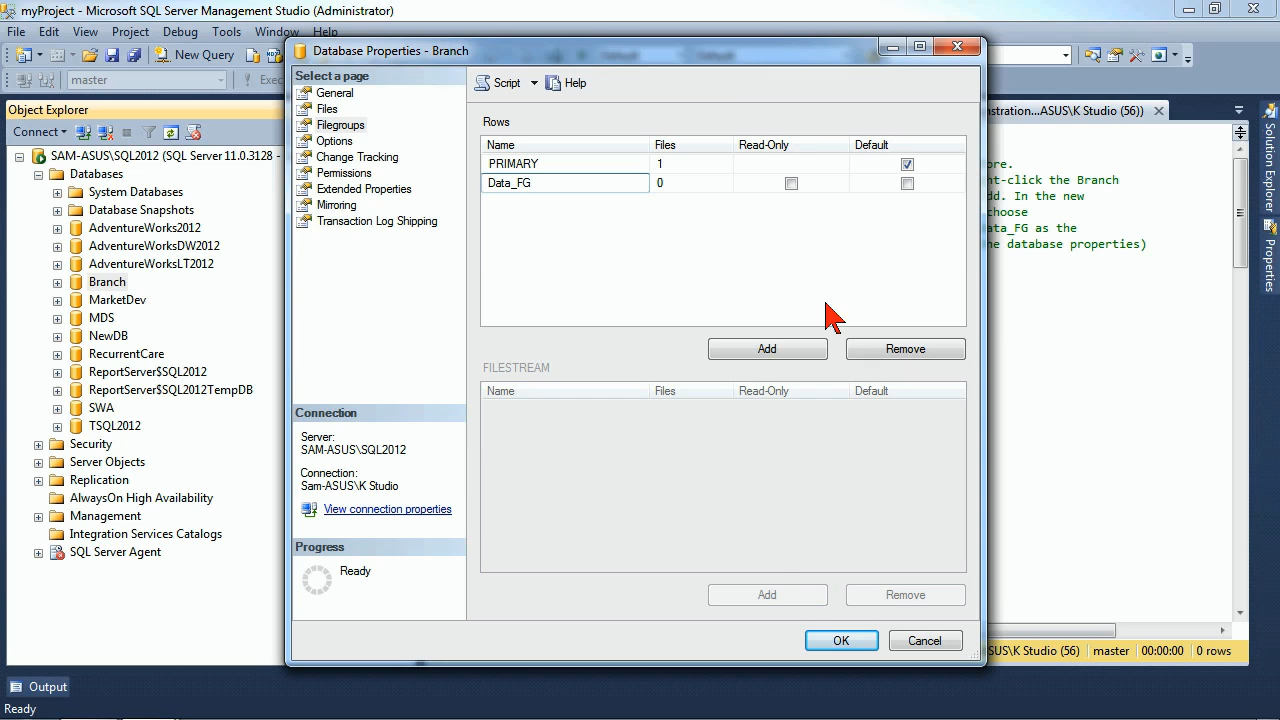 myProject - Microsoft SQL Server Management Studio (Administrator)
File Edit View Project Debug Tools Window Help
New Query
master
Exec
Object Explorer
Connect
SAM-ASUS\SQL2012 (SQL Server 11.0.3128 -
Databases
System Databases
Database Snapshots
AdventureWorks2012
AdventureWorksDW2012
AdventureWorksLT2012
Branch
MarketDev
MDS
NewDB
RecurrentCare
ReportServer$SQL2012
ReportServer$SQL2012TempDB
SWA
TSQL2012
Security
Server Objects
Replication
AlwaysOn High Availability
Management
Integration Services Catalogs
SQL Server Agent
Database Properties - Branch
Select a page
General
Files
Filegroups
Options
Change Tracking
Permissions
Extended Properties
Mirroring
Transaction Log Shipping
Connection
Server:
SAM-ASUS\SQL2012
Connection:
Sam-ASUS\K Studio
View connection properties
Progress
Ready
Script Help
Rows
Name Files Read-Only Default
PRIMARY 1
Data_FG 0
Add Remove
FILESTREAM
Name Files Read-Only Default
Add Remove
OK Cancel
nistration...ASUS\K Studio (56))
ore.
ht-click the Branch
dd. In the new
choose
ata_FG as the
he database properties)
ASUS\K Studio (56) master 00:00:00 0 rows
Solution Explorer
Properties
Output
Ready